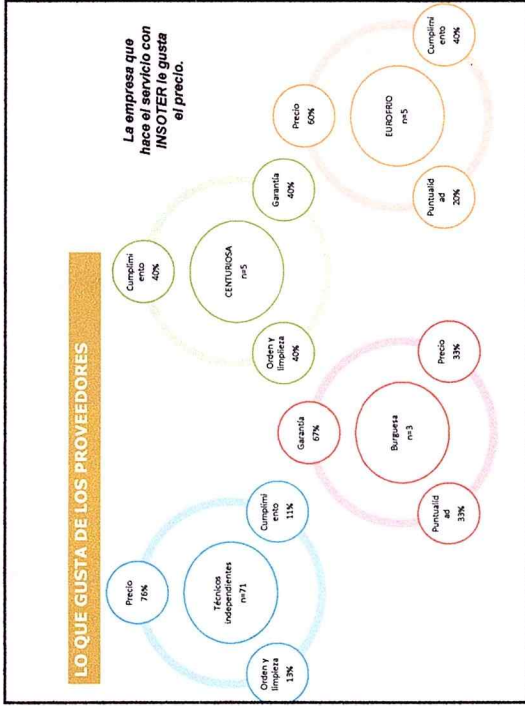 LO QUE GUSTA DE LOS PROVEEDORES
Precio
76%
Técnicos
independientes
n=71
Orden y
limpieza
13%
Cumplimi
ento
11%
Cumplimi
ento
40%
CENTURIOSA
n=5
Orden y
limpieza
40%
Garantía
40%
La empresa que
hace el servicio con
INSOTER le gusta
el precio.
Garantía
67%
Burguesa
n=3
Puntualid
ad
33%
Precio
33%
Precio
60%
EUROFRIO
n=5
Puntualid
ad
20%
Cumplimi
ento
40%